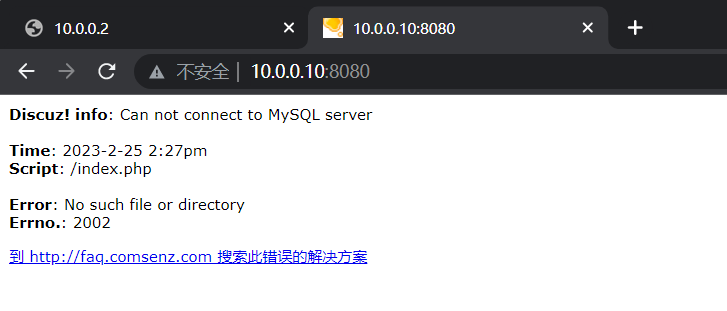 10.0.0.2
10.0.0.10:8080
不安全 | 10.0.0.10:8080
Discuz! info: Can not connect to MySQL server
Time: 2023-2-25 2:27pm
Script: /index.php
Error: No such file or directory
Errno.: 2002
到 http://faq.comsenz.com 搜索此错误的解决方案